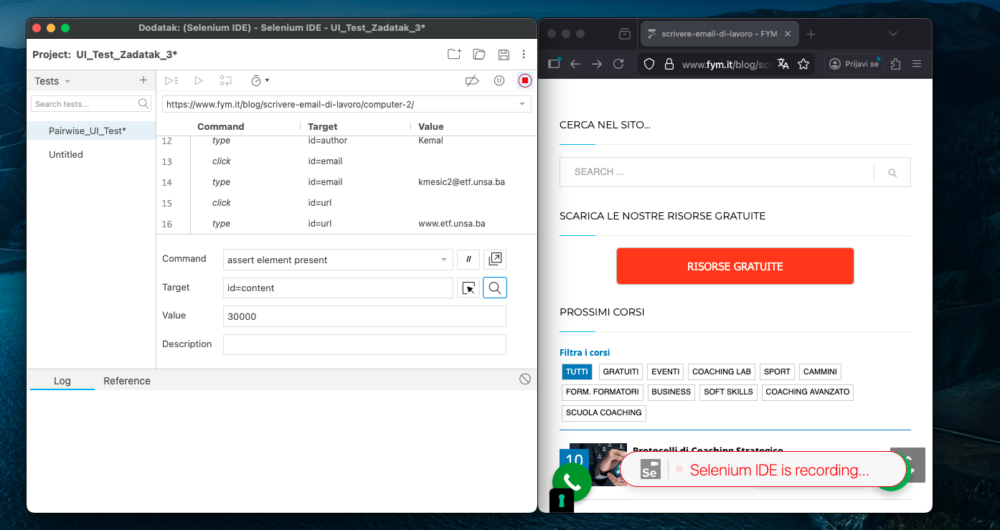 Dodatak: (Selenium IDE) - Selenium IDE - UI_Test_Zadatak_3*
Project: UI_Test_Zadatak_3*
Tests
Search tests...
Pairwise_UI_Test*
Untitled
https://www.fym.it/blog/scrivere-email-di-lavoro/computer-2/
Command Target Value
12 type id=author Kemal
13 click id=email
14 type id=email kmesic2@etf.unsa.ba
15 click id=url
16 type id=url www.etf.unsa.ba
Command assert element present //
Target id=content
Value 30000
Description
Log Reference
scrivere-email-di-lavoro - FYM -
www.fym.it/blog/scr
Prijavi se
CERCA NEL SITO...
SEARCH ...
SCARICA LE NOSTRE RISORSE GRATUITE
RISORSE GRATUITE
PROSSIMI CORSI
Filtra i corsi
TUTTI GRATUITI EVENTI COACHING LAB SPORT CAMMINI
FORM. FORMATORI BUSINESS SOFT SKILLS COACHING AVANZATO
SCUOLA COACHING
10
Protocolli di Coaching Strategico
Se Selenium IDE is recording...